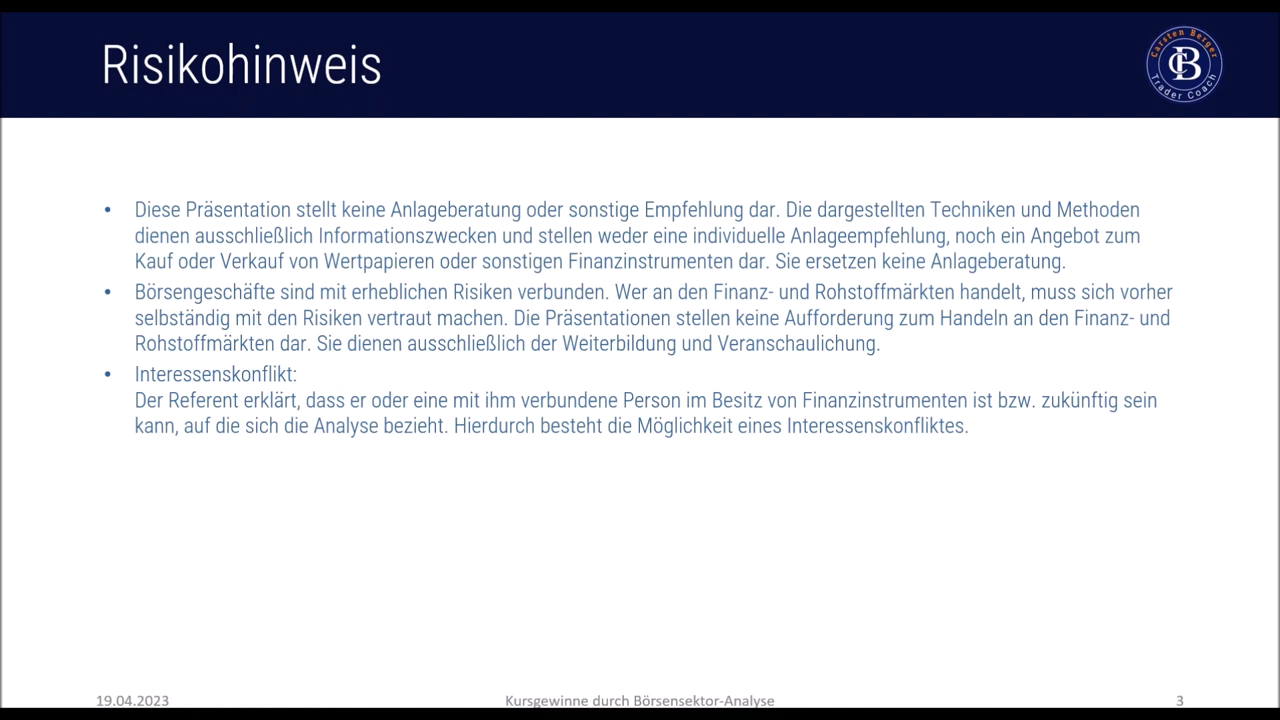 Risikohinweis
Carsten Berger
CB
Trader Coach
• Diese Präsentation stellt keine Anlageberatung oder sonstige Empfehlung dar. Die dargestellten Techniken und Methoden
dienen ausschließlich Informationszwecken und stellen weder eine individuelle Anlageempfehlung, noch ein Angebot zum
Kauf oder Verkauf von Wertpapieren oder sonstigen Finanzinstrumenten dar. Sie ersetzen keine Anlageberatung.
• Börsengeschäfte sind mit erheblichen Risiken verbunden. Wer an den Finanz- und Rohstoffmärkten handelt, muss sich vorher
selbständig mit den Risiken vertraut machen. Die Präsentationen stellen keine Aufforderung zum Handeln an den Finanz- und
Rohstoffmärkten dar. Sie dienen ausschließlich der Weiterbildung und Veranschaulichung.
• Interessenskonflikt:
Der Referent erklärt, dass er oder eine mit ihm verbundene Person im Besitz von Finanzinstrumenten ist bzw. zukünftig sein
kann, auf die sich die Analyse bezieht. Hierdurch besteht die Möglichkeit eines Interessenskonfliktes.
19.04.2023
Kursgewinne durch Börsensektor-Analyse
3